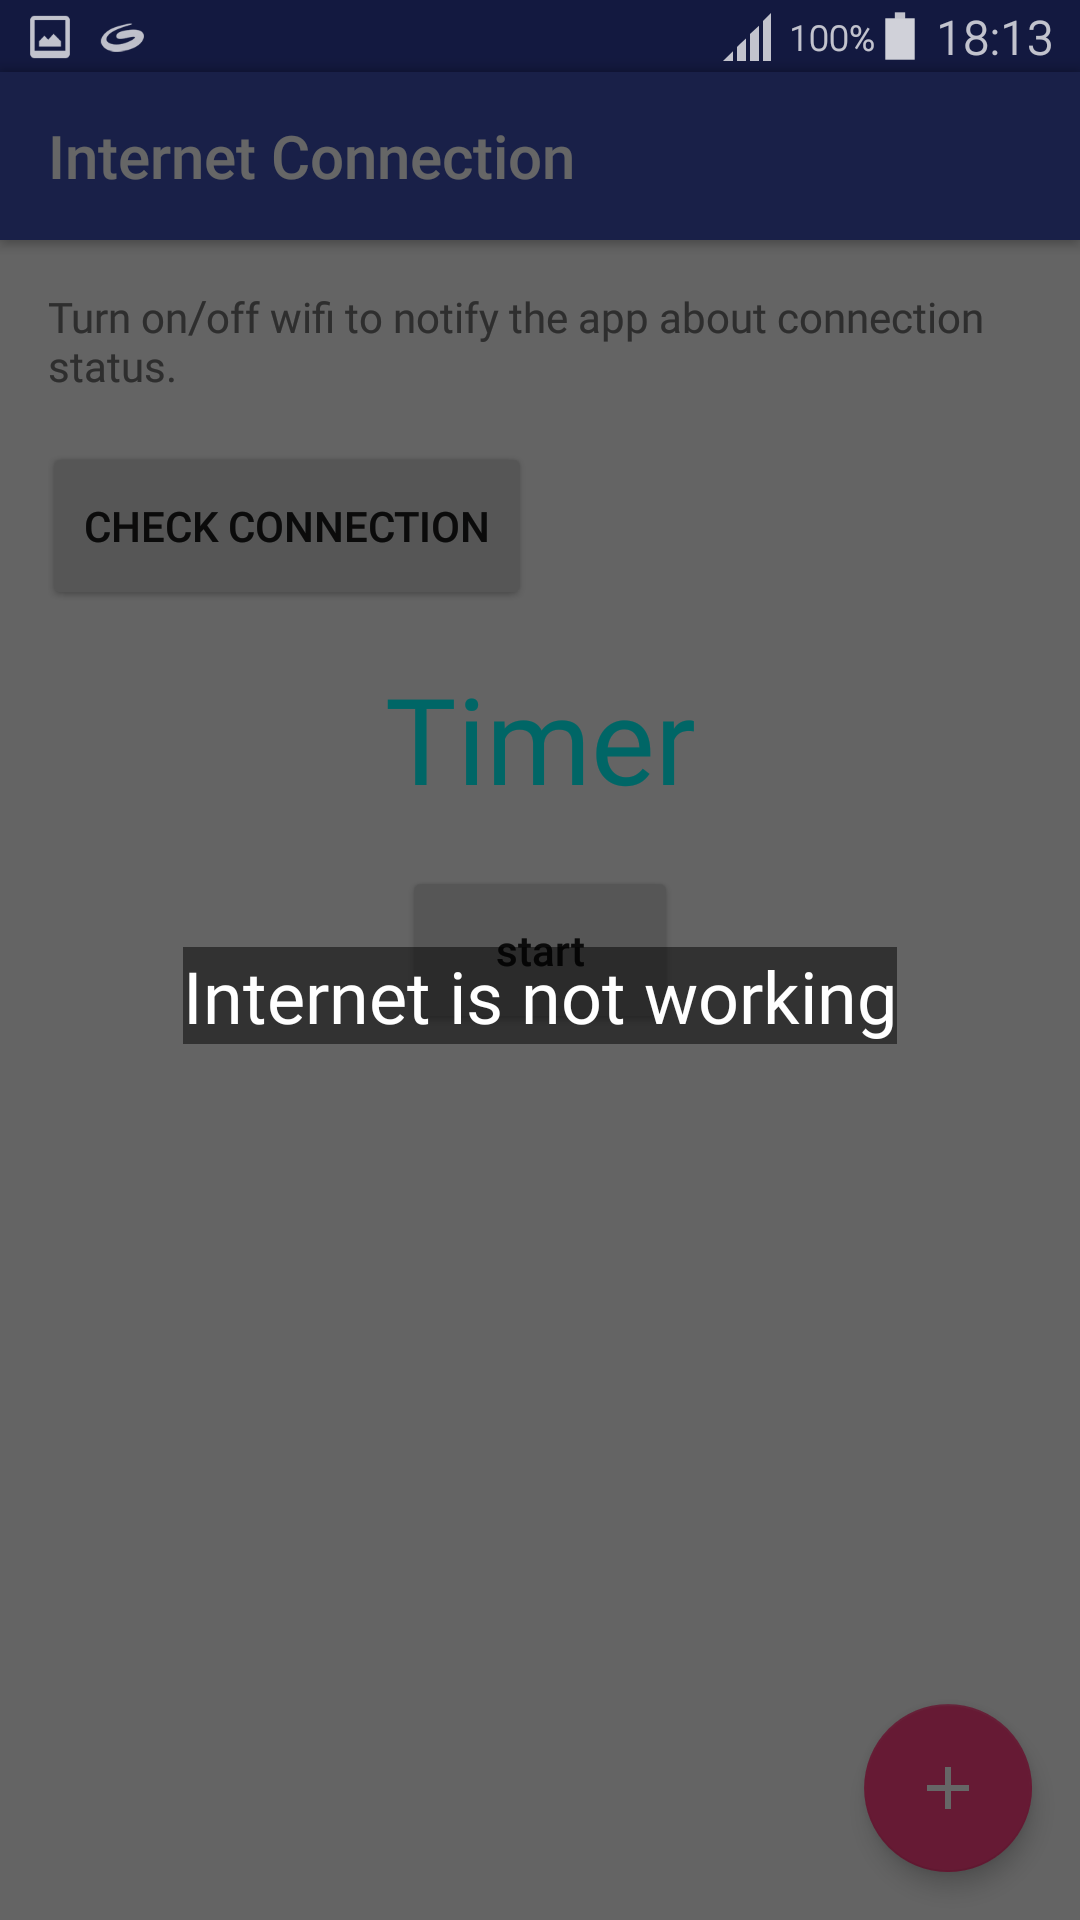 100% 18:13
Internet Connection
Turn on/off wifi to notify the app about connection
status.
CHECK CONNECTION
Timer
start
Internet is not working
+